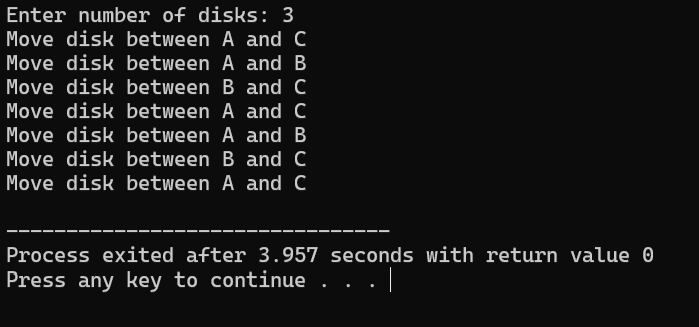 Enter number of disks: 3
Move disk between A and C
Move disk between A and B
Move disk between B and C
Move disk between A and C
Move disk between A and B
Move disk between B and C
Move disk between A and C
--------------------------------
Process exited after 3.957 seconds with return value 0
Press any key to continue . . .